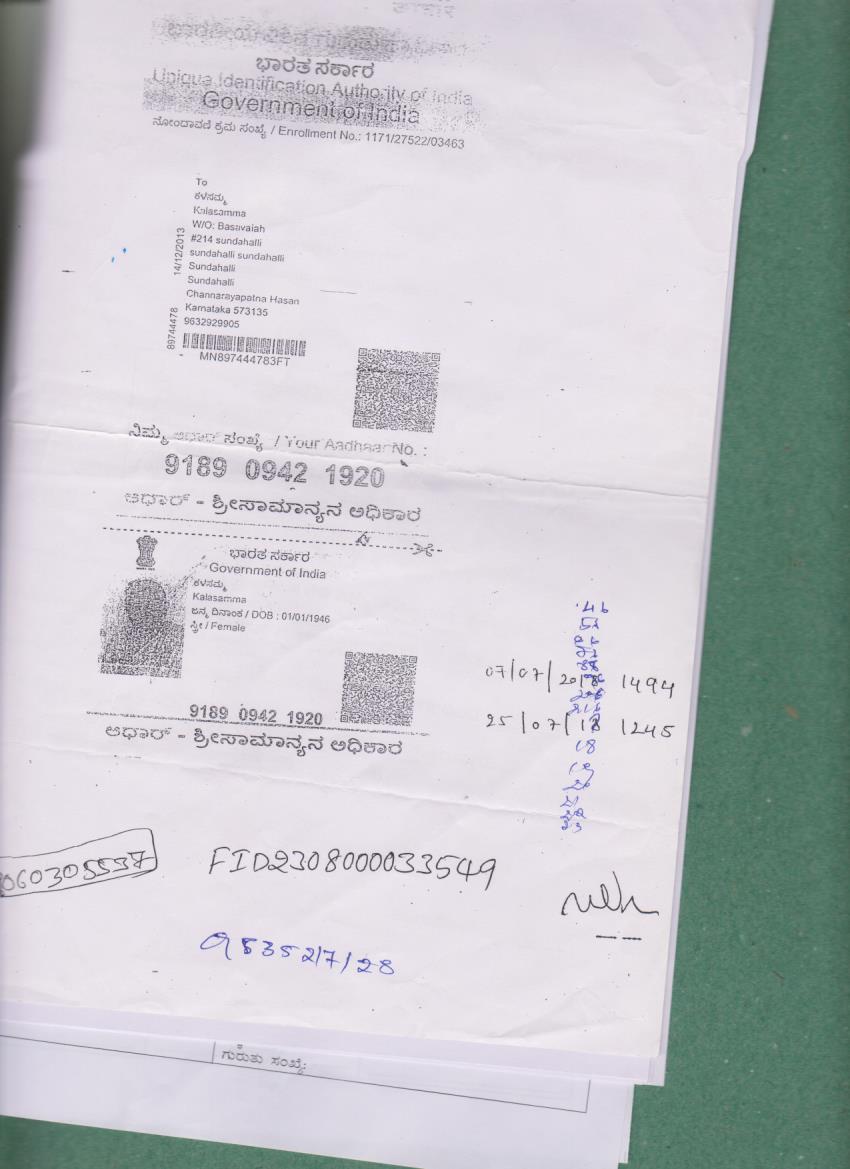 ಭಾರತ ಸರ್ಕಾರ
Unique Identification Authority of India
Government of India
ನೋಂದಾವಣೆ ಕ್ರಮ ಸಂಖ್ಯೆ / Enrollment No.: 1171/27522/03463
To
ಕಳಸಮ್ಮ
Kalasamma
W/O: Basavaiah
#214 sundahalli
sundahalli sundahalli
Sundahalli
Sundahalli
Channarayapatna Hasan
Karnataka 573135
9632929905
14/12/2013
89744478
MN897444783FT
ನಿಮ್ಮ ಆಧಾರ್ ಸಂಖ್ಯೆ / Your Aadhaar No. :
9189 0942 1920
ಆಧಾರ್ - ಶ್ರೀಸಾಮಾನ್ಯನ ಅಧಿಕಾರ
ಭಾರತ ಸರ್ಕಾರ
Government of India
ಕಳಸಮ್ಮ
Kalasamma
ಜನ್ಮ ದಿನಾಂಕ / DOB : 01/01/1946
ಸ್ತ್ರೀ / Female
07/07/2018 1494
9189 0942 1920
25/07/18 1245
ಆಧಾರ್ - ಶ್ರೀಸಾಮಾನ್ಯನ ಅಧಿಕಾರ
060305537
FID2308000033549
9535217128
ಗುರುತು ಸಂಖ್ಯೆ: